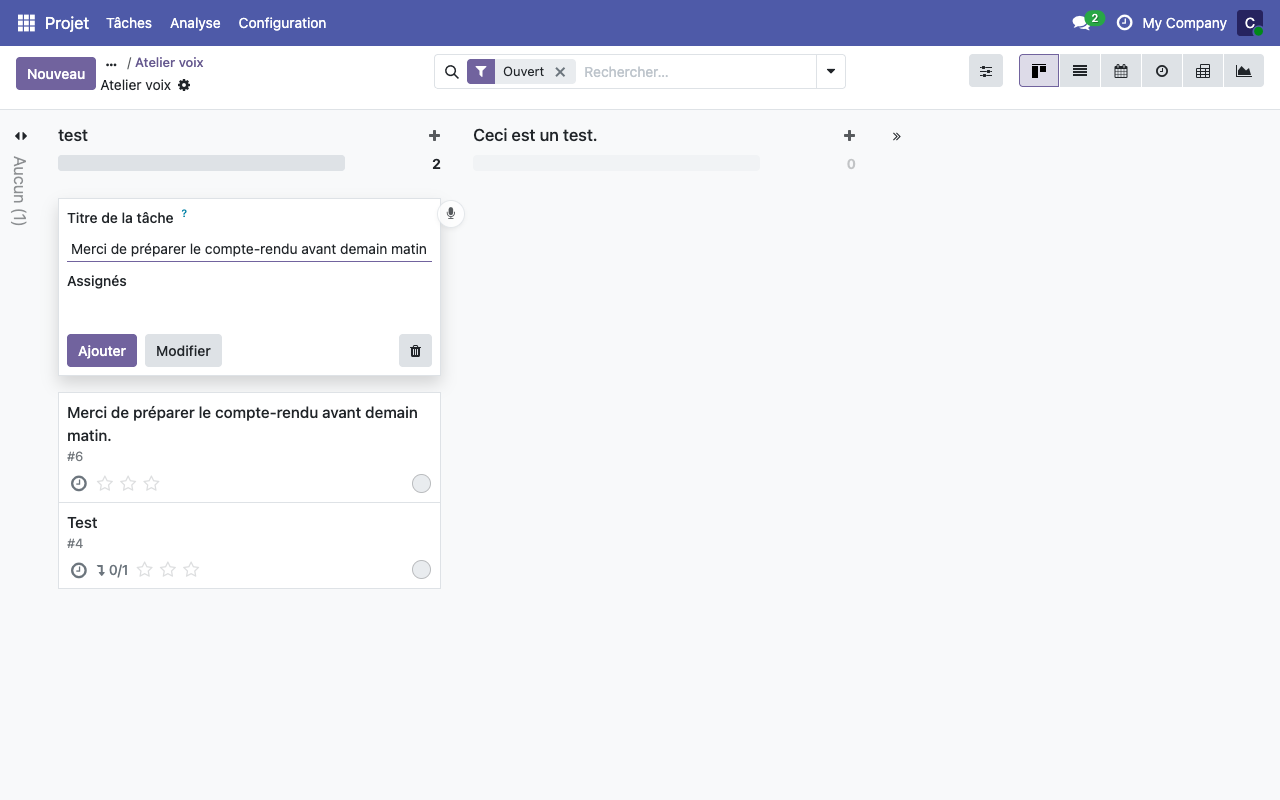 Projet Tâches Analyse Configuration 2 My Company C
Nouveau ... / Atelier voix
Atelier voix
Ouvert Rechercher...
Aucun (1)
test
2
Ceci est un test.
0
Titre de la tâche ?
Merci de préparer le compte-rendu avant demain matin
Assignés
Ajouter Modifier
Merci de préparer le compte-rendu avant demain
matin.
#6
Test
#4
0/1